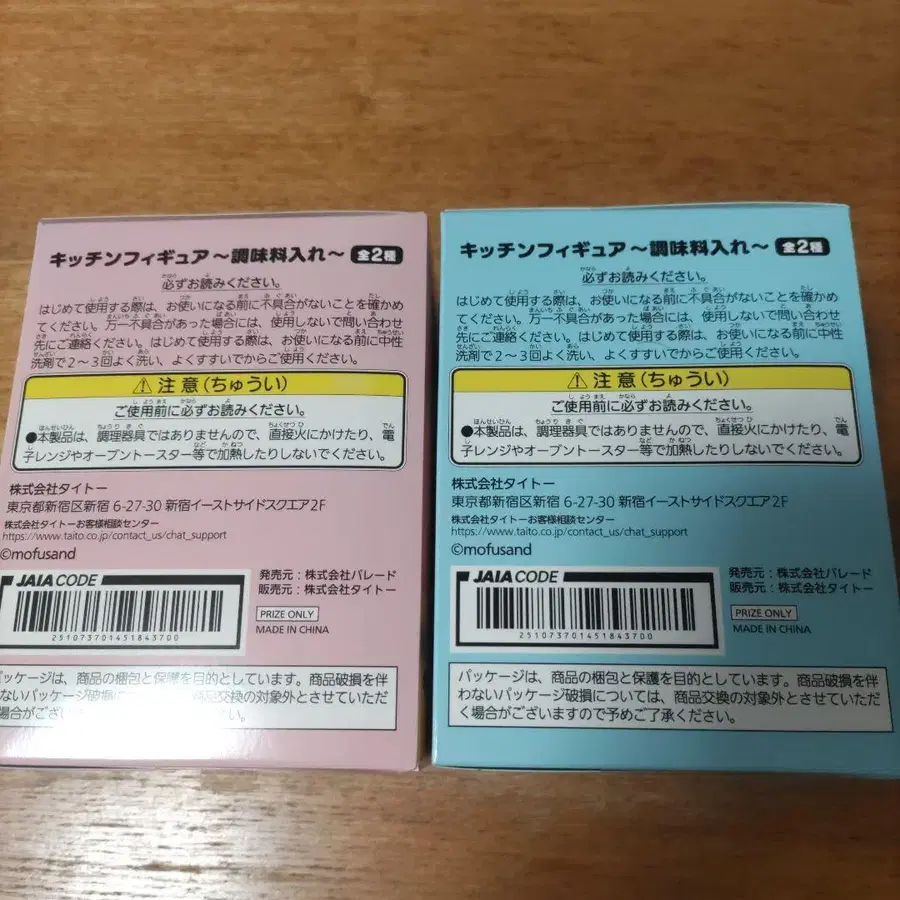 キッチンフィギュア～調味料入れ～ 全2種
必ずお読みください。
はじめて使用する際は、お使いになる前に不具合がないことを確かめ
てください。万一不具合があった場合には、使用しないで問い合わせ
先にご連絡ください。はじめて使用する際は、お使いになる前に中性
洗剤で2～3回よく洗い、よくすすいでからご使用ください。
⚠注意（ちゅうい）
ご使用前に必ずお読みください。
●本製品は、調理器具ではありませんので、直接火にかけたり、電
子レンジやオーブントースター等で加熱したりしないでください。
株式会社タイトー
東京都新宿区新宿 6-27-30 新宿イーストサイドスクエア2F
株式会社タイトーお客様相談センター
https://www.taito.co.jp/contact_us/chat_support
©mofusand
JAIA CODE
251073701451843700
発売元：株式会社パレード
販売元：株式会社タイトー
PRIZE ONLY
MADE IN CHINA
パッケージは、商品の梱包と保護を目的としています。商品破損を伴
わないパッケージ破損に 商品交換の対象外とさせていただ
く場合がござい
キッチンフィギュア～調味料入れ～ 全2種
必ずお読みください。
はじめて使用する際は、お使いになる前に不具合がないことを確かめ
てください。万一不具合があった場合には、使用しないで問い合わせ
先にご連絡ください。はじめて使用する際は、お使いになる前に中性
洗剤で2～3回よく洗い、よくすすいでからご使用ください。
⚠注意（ちゅうい）
ご使用前に必ずお読みください。
●本製品は、調理器具ではありませんので、直接火にかけたり、電
子レンジやオーブントースター等で加熱したりしないでください。
株式会社タイトー
東京都新宿区新宿 6-27-30 新宿イーストサイドスクエア2F
株式会社タイトーお客様相談センター
https://www.taito.co.jp/contact_us/chat_support
©mofusand
JAIA CODE
251073701451843700
発売元：株式会社パレード
販売元：株式会社タイトー
PRIZE ONLY
MADE IN CHINA
パッケージは、商品の梱包と保護を目的としています。商品破損を伴
わないパッケージ破損については、商品交換の対象外とさせていただ
く場合がございますので予めご了承ください。